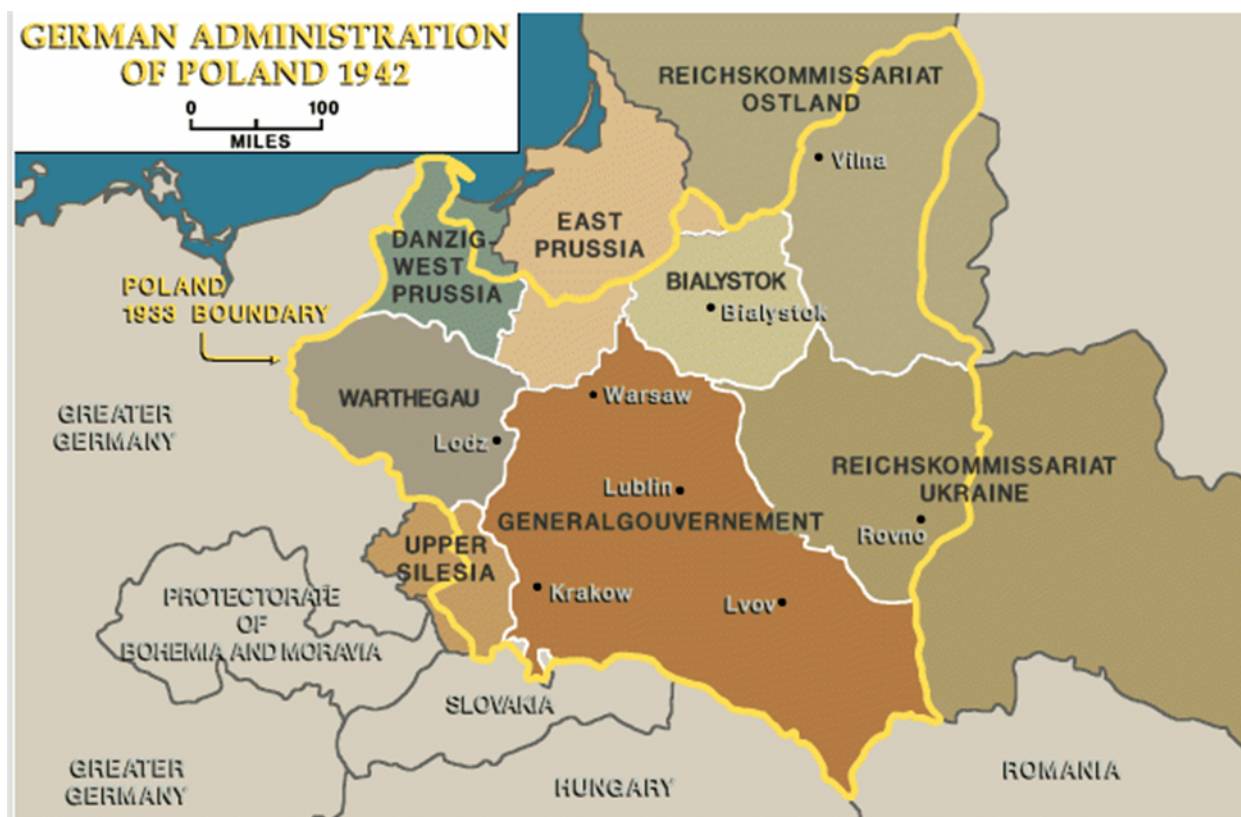 GERMAN ADMINISTRATION
OF POLAND 1942
0 100
MILES
REICHSKOMMISSARIAT
OSTLAND
Vilna
EAST
PRUSSIA
DANZIG-
WEST
PRUSSIA
BIALYSTOK
Bialystok
POLAND
1933 BOUNDARY
WARTHEGAU
Warsaw
GREATER
GERMANY
Lodz
REICHSKOMMISSARIAT
UKRAINE
Lublin
GENERALGOUVERNEMENT
Rovno
UPPER
SILESIA
Krakow
Lvov
PROTECTORATE
OF
BOHEMIA AND MORAVIA
SLOVAKIA
GREATER
GERMANY
HUNGARY
ROMANIA